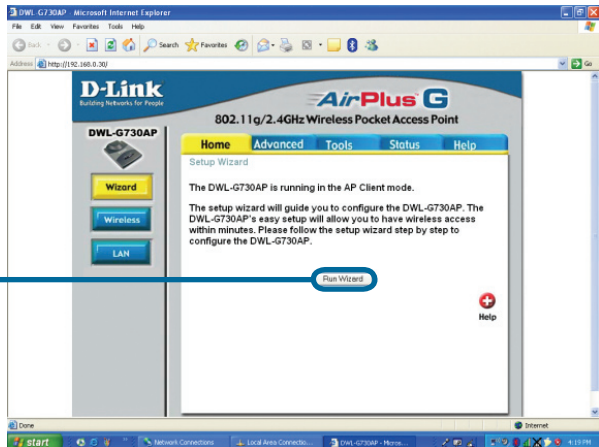 DWL-G730AP - Microsoft Internet Explorer
File Edit View Favorites Tools Help
Back Search Favorites
Address http://192.168.0.30/ Go
D-Link
Building Networks for People
AirPlus G
802.11g/2.4GHz Wireless Pocket Access Point
DWL-G730AP
Home Advanced Tools Status Help
Setup Wizard
Wizard
Wireless
LAN
The DWL-G730AP is running in the AP Client mode.
The setup wizard will guide you to configure the DWL-G730AP. The
DWL-G730AP's easy setup will allow you to have wireless access
within minutes. Please follow the setup wizard step by step to
configure the DWL-G730AP.
Run Wizard
Help
Done Internet
start Network Connections Local Area Connectio... DWL-G730AP - Micros... 4:19 PM